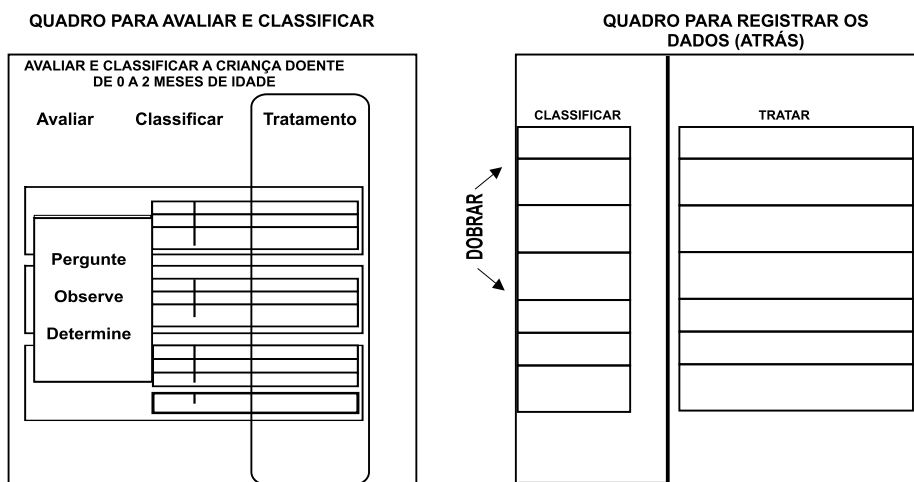 QUADRO PARA AVALIAR E CLASSIFICAR
AVALIAR E CLASSIFICAR A CRIANÇA DOENTE
DE 0 A 2 MESES DE IDADE
Avaliar Classificar Tratamento
Pergunte
Observe
Determine
QUADRO PARA REGISTRAR OS
DADOS (ATRÁS)
CLASSIFICAR TRATAR
DOBRAR